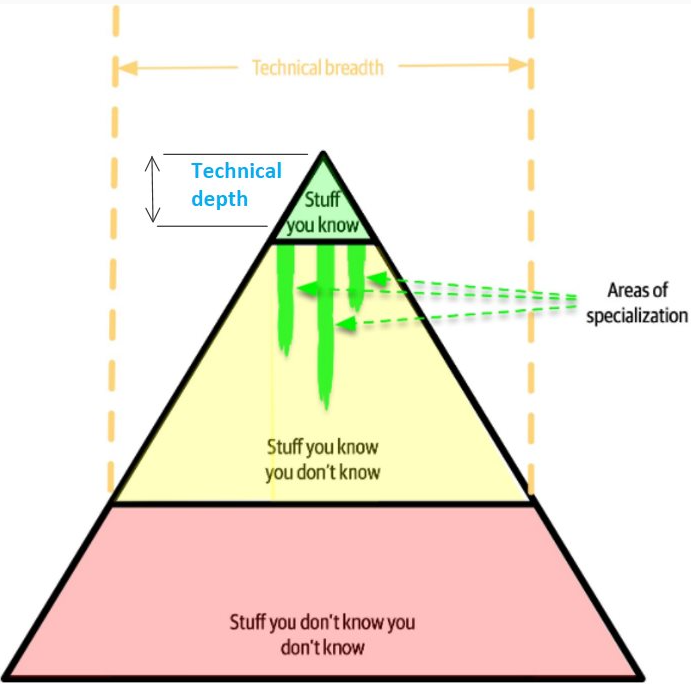 Technical breadth
Technical
depth
Stuff
you know
Areas of
specialization
Stuff you know
you don't know
Stuff you don't know you
don't know